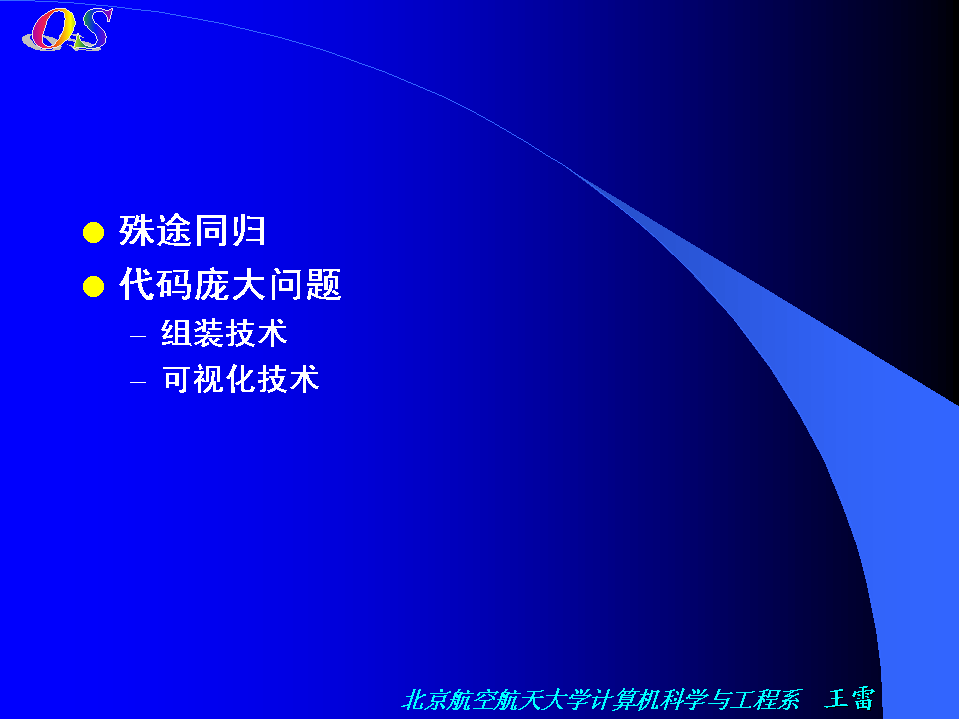 OS
殊途同归
代码庞大问题
– 组装技术
– 可视化技术
北京航空航天大学计算机科学与工程系 王雷